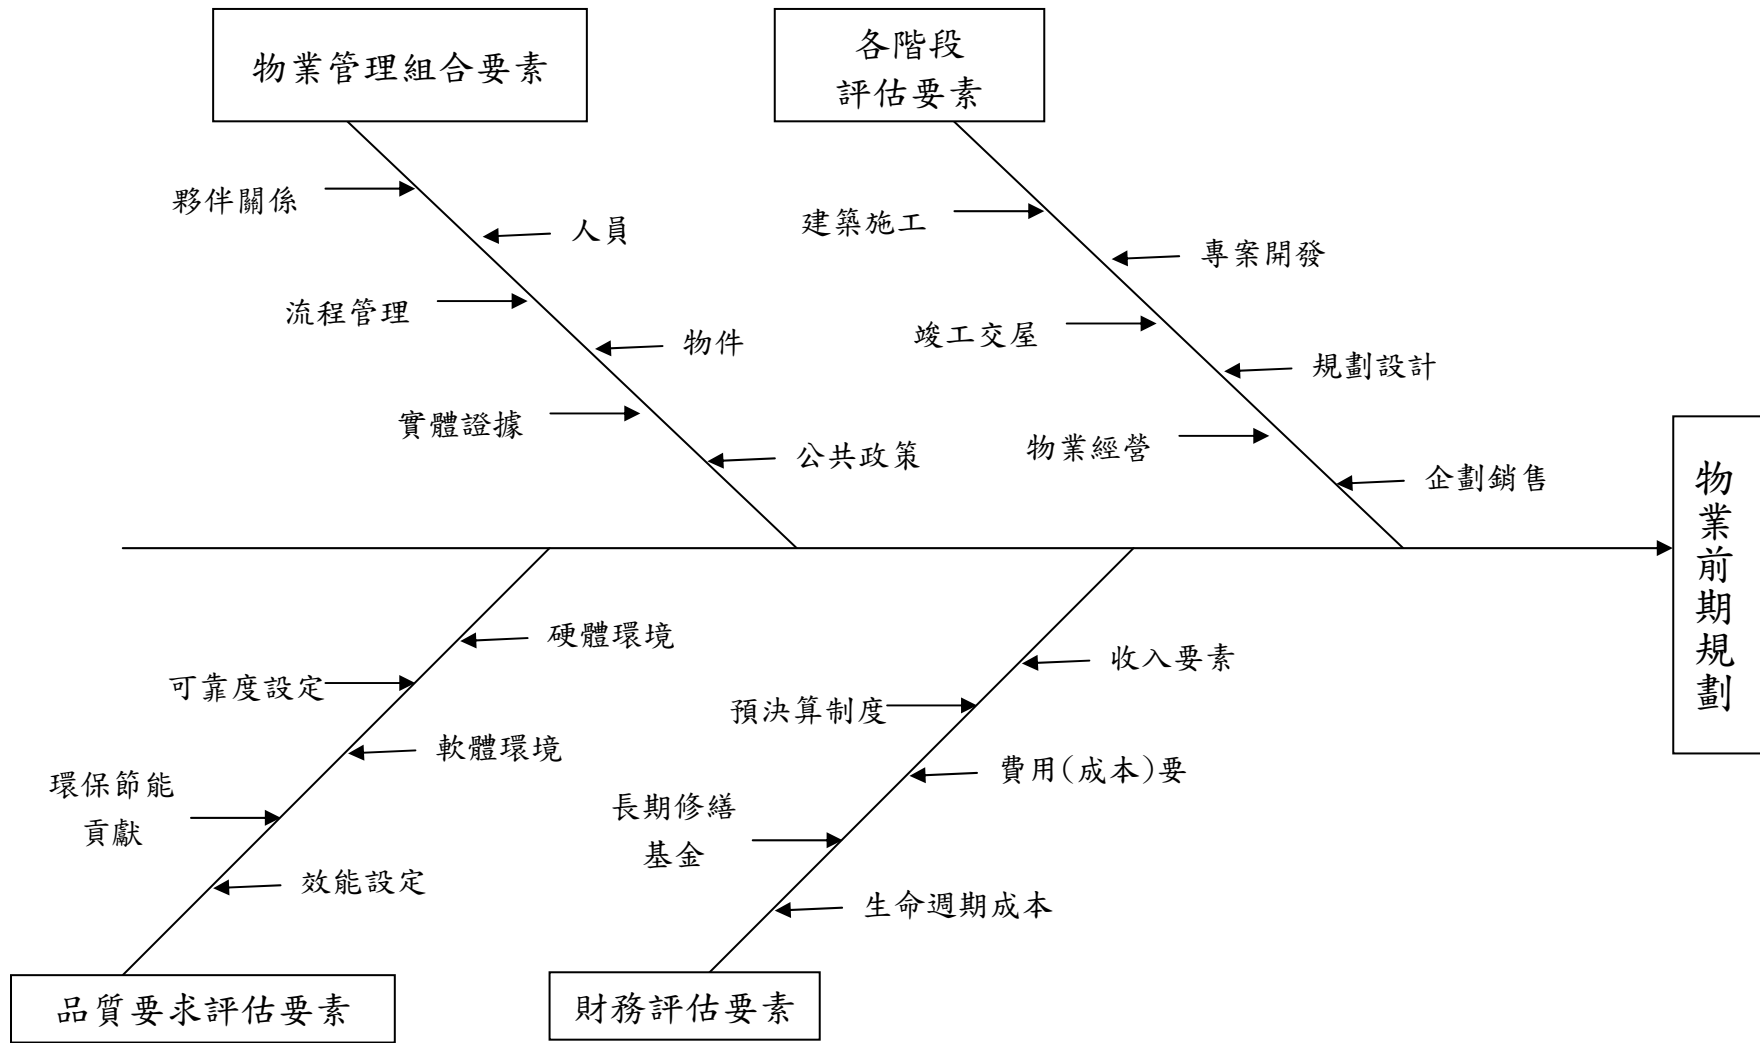 物業管理組合要素
各階段
評估要素
夥伴關係
人員
流程管理
物件
實體證據
公共政策
建築施工
專案開發
竣工交屋
規劃設計
物業經營
企劃銷售
物業前期規劃
硬體環境
可靠度設定
軟體環境
環保節能
貢獻
效能設定
品質要求評估要素
收入要素
預決算制度
費用(成本)要
長期修繕
基金
生命週期成本
財務評估要素